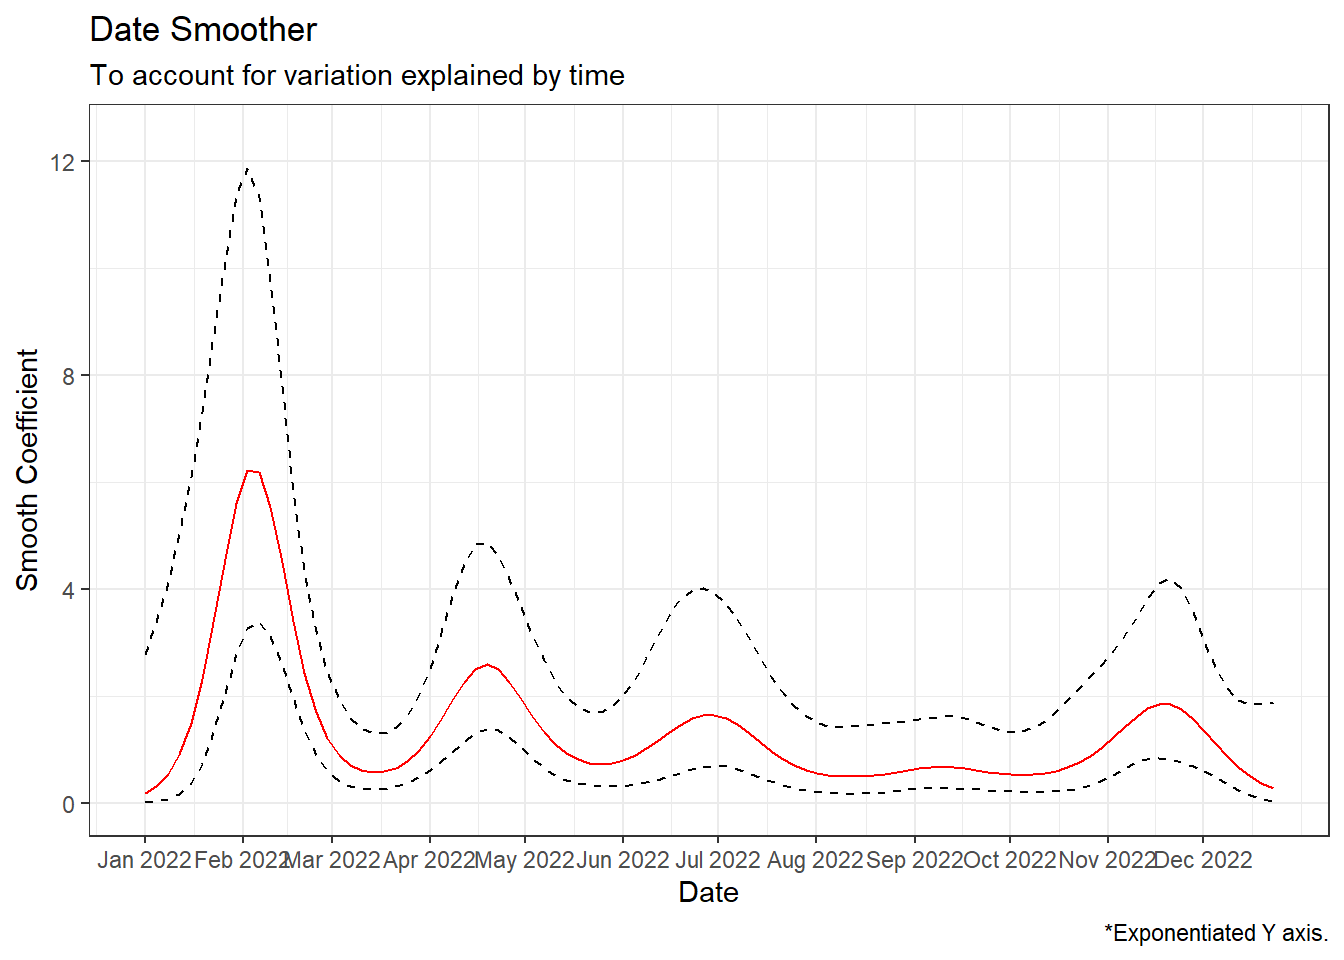 Date Smoother
To account for variation explained by time
12
8
4
0
Smooth Coefficient
Jan 2022 Feb 2022 Mar 2022 Apr 2022 May 2022 Jun 2022 Jul 2022 Aug 2022 Sep 2022 Oct 2022 Nov 2022 Dec 2022
Date
*Exponentiated Y axis.